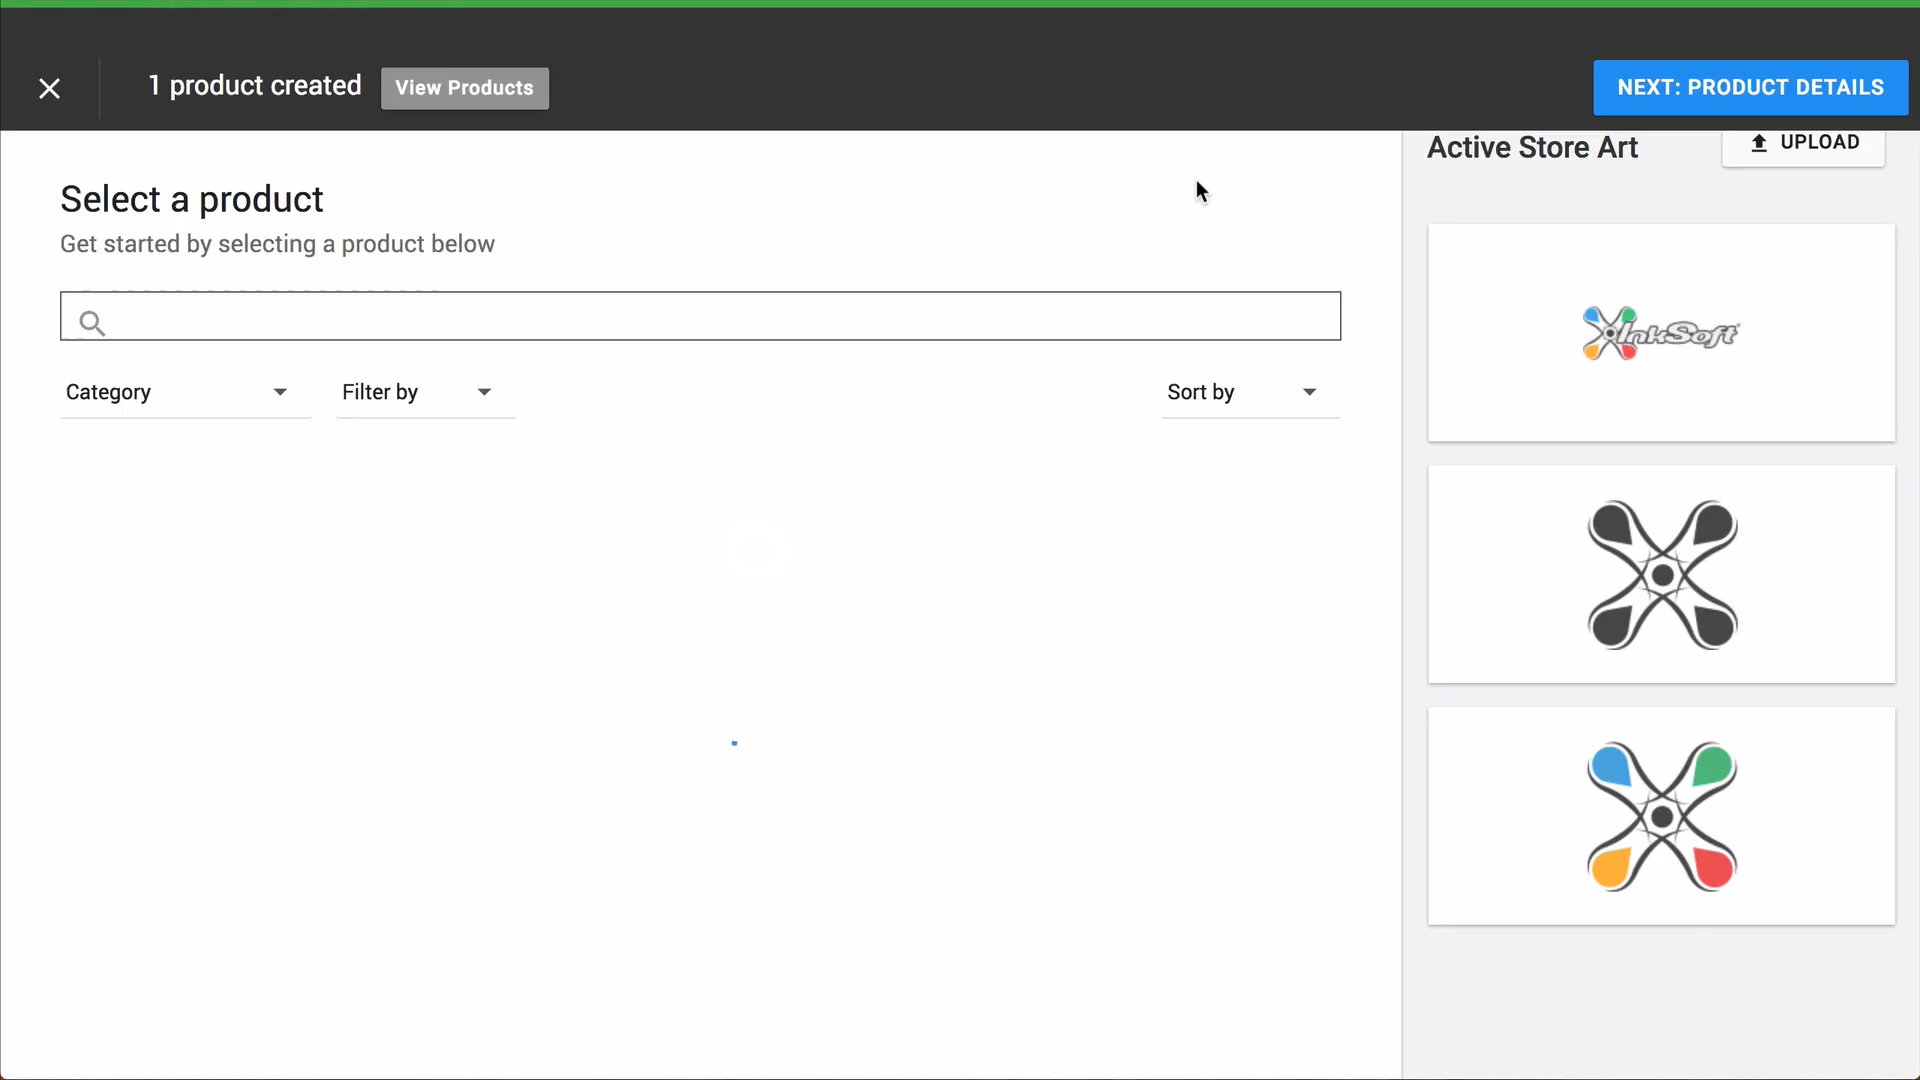 1 product created
View Products
NEXT: PRODUCT DETAILS
Select a product
Get started by selecting a product below
Category
Filter by
Sort by
Active Store Art
UPLOAD
InkSoft